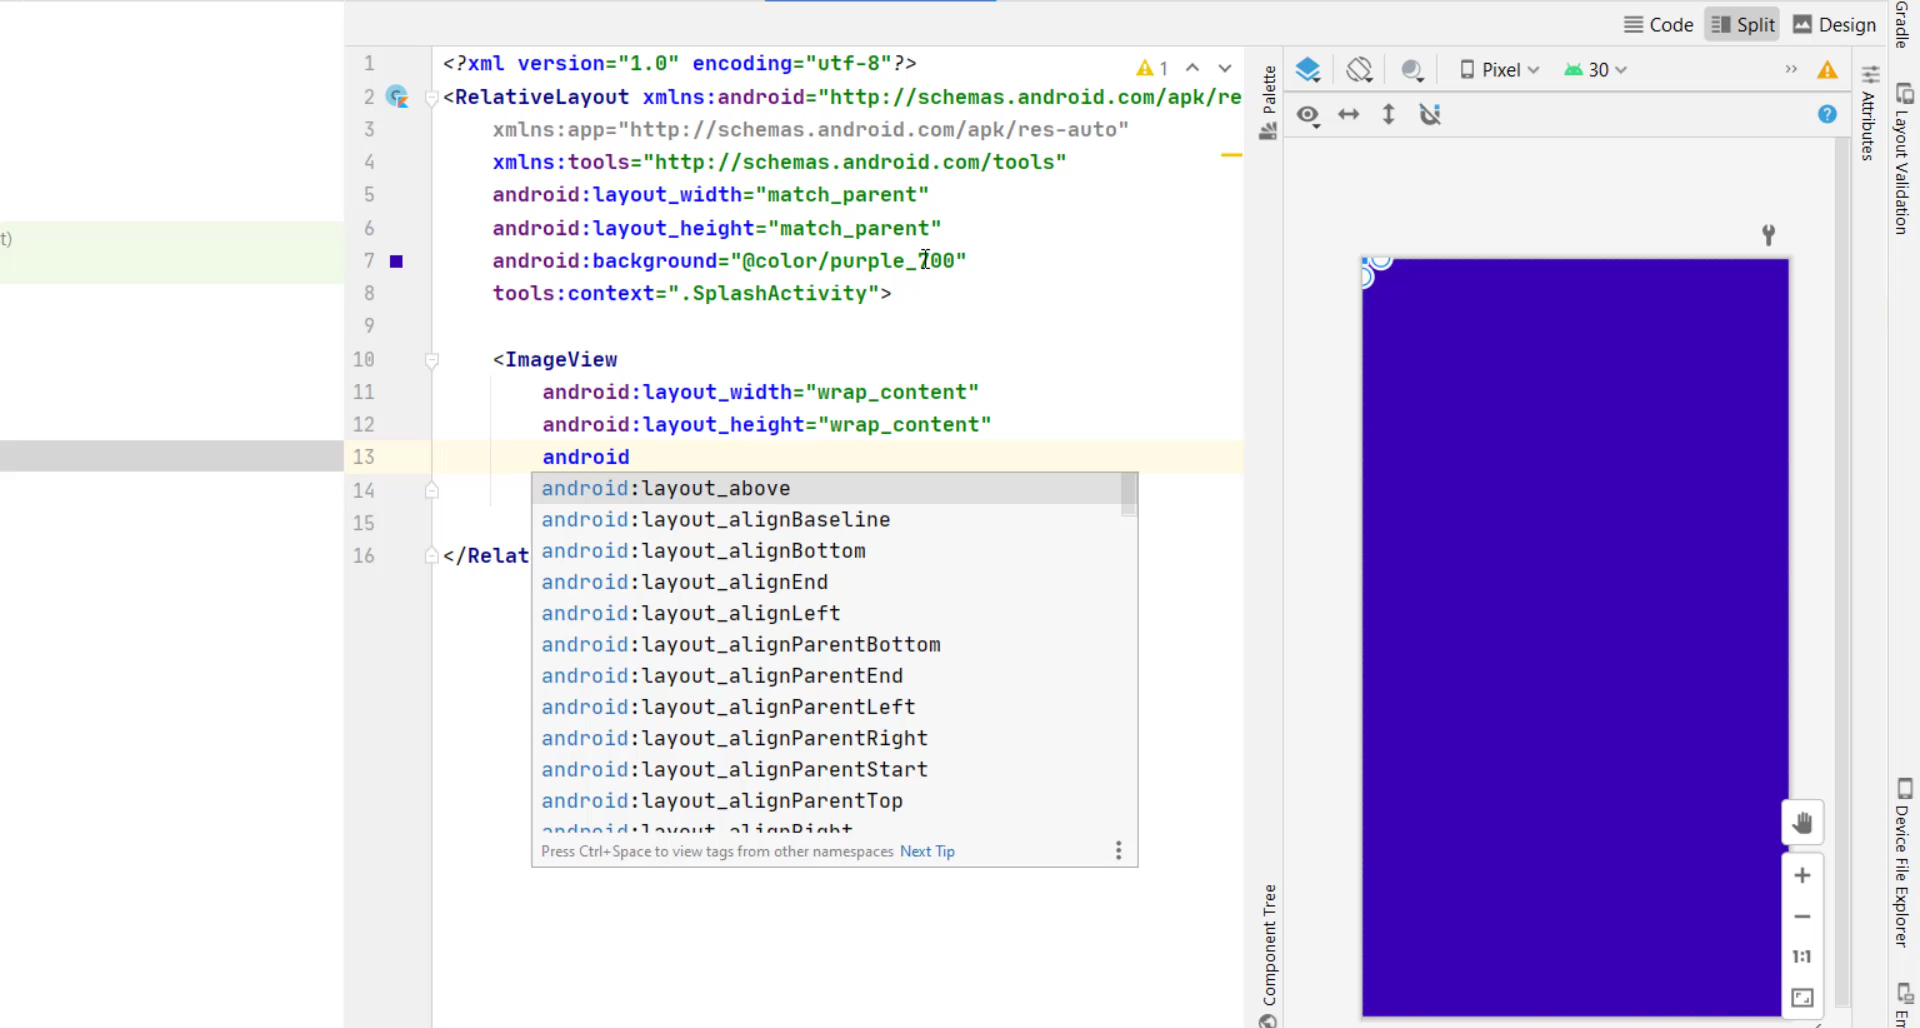 Code
Split
Design
Gradle
1 <?xml version="1.0" encoding="utf-8"?>
1
2 <RelativeLayout xmlns:android="http://schemas.android.com/apk/re
3 xmlns:app="http://schemas.android.com/apk/res-auto"
4 xmlns:tools="http://schemas.android.com/tools"
5 android:layout_width="match_parent"
6 android:layout_height="match_parent"
7 android:background="@color/purple_700"
8 tools:context=".SplashActivity">
9
10 <ImageView
11 android:layout_width="wrap_content"
12 android:layout_height="wrap_content"
13 android
14
15
16 </Relat
t)
android:layout_above
android:layout_alignBaseline
android:layout_alignBottom
android:layout_alignEnd
android:layout_alignLeft
android:layout_alignParentBottom
android:layout_alignParentEnd
android:layout_alignParentLeft
android:layout_alignParentRight
android:layout_alignParentStart
android:layout_alignParentTop
android:layout_alignRight
Press Ctrl+Space to view tags from other namespaces Next Tip
Palette
Component Tree
Pixel
30
?
Attributes
Layout Validation
Device File Explorer
Em
1:1